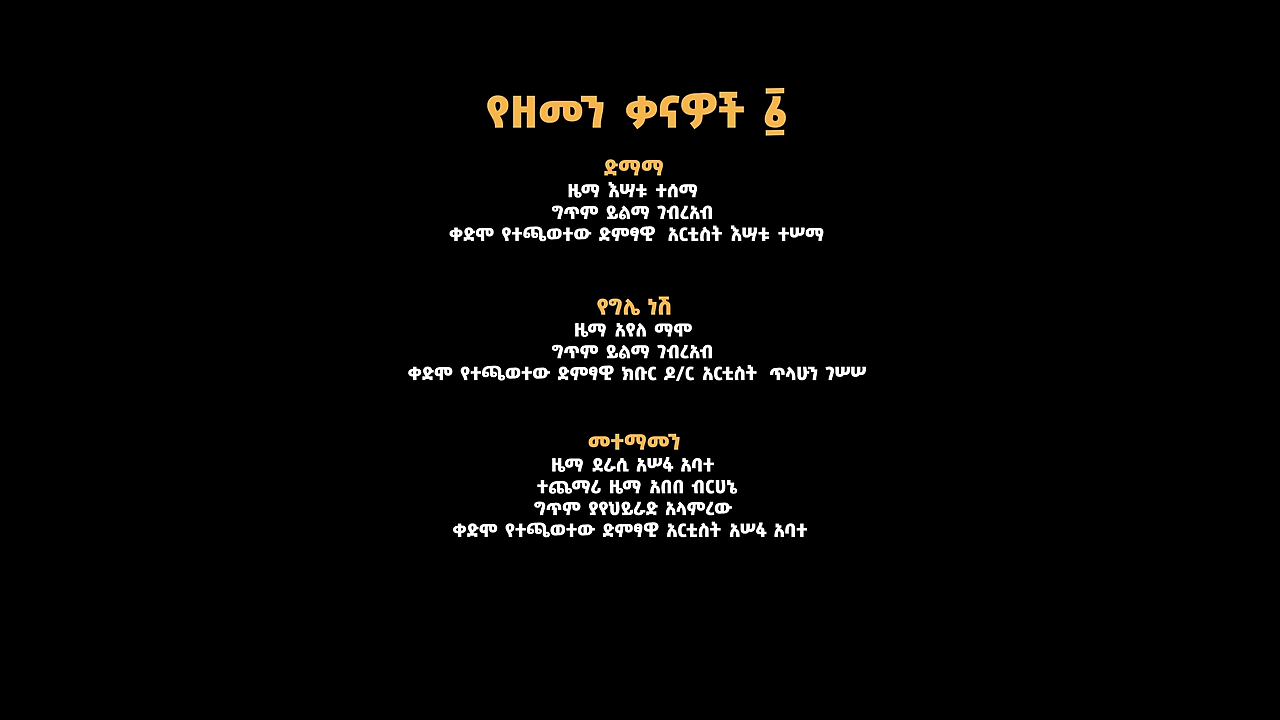 የዘመን ቃናዎች ፩
ድማማ
ዜማ እሣቱ ተሰማ
ግጥም ይልማ ገብረአብ
ቀድሞ የተጫወተው ድምፃዊ አርቲስት እሣቱ ተሠማ
የግሌ ነሽ
ዜማ አየለ ማሞ
ግጥም ይልማ ገብረአብ
ቀድሞ የተጫወተው ድምፃዊ ክቡር ዶ/ር አርቲስት ጥላሁን ገሠሠ
መተማመን
ዜማ ደራሲ አሠፋ አባተ
ተጨማሪ ዜማ አበበ ብርሀኔ
ግጥም ያየህይራድ አላምረው
ቀድሞ የተጫወተው ድምፃዊ አርቲስት አሠፋ አባተ